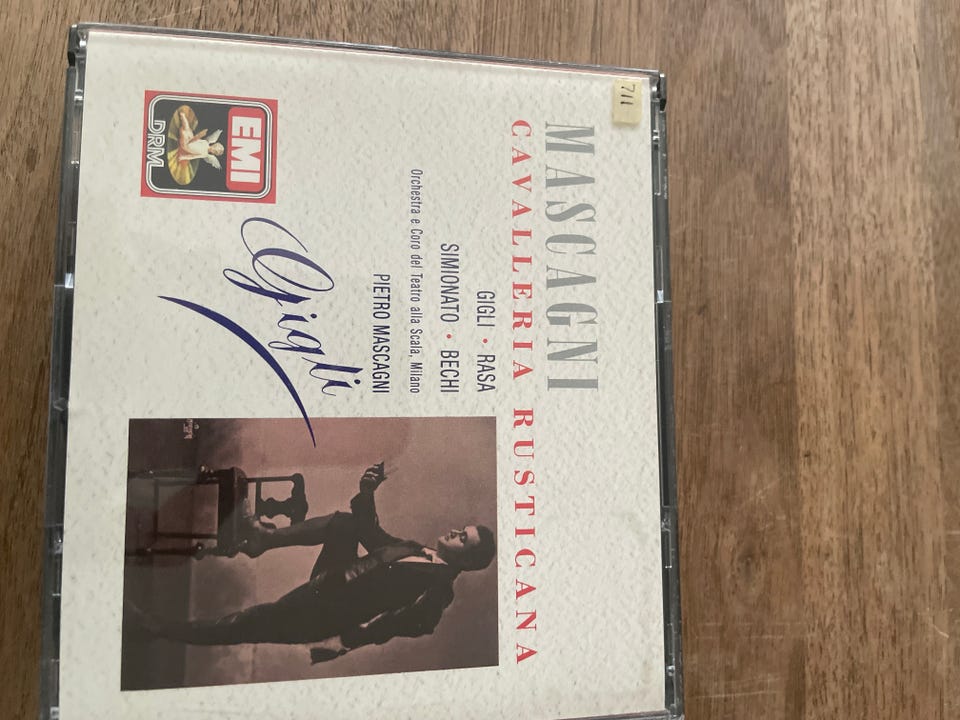 711
MASCAGNI
CAVALLERIA RUSTICANA
GIGLI • RASA
SIMIONATO • BECHI
Orchestra e Coro del Teatro alla Scala, Milano
PIETRO MASCAGNI
Gigli
EMI
DRM